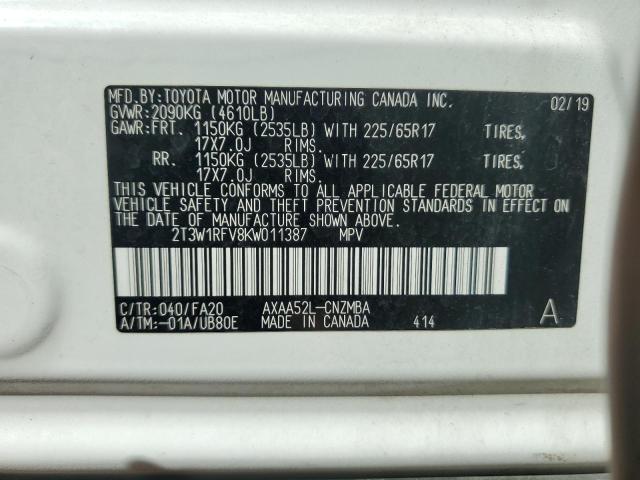 MFD.BY:TOYOTA MOTOR MANUFACTURING CANADA INC. 02/19
GVWR:2090KG (4610LB)
GAWR:FRT. 1150KG (2535LB) WITH 225/65R17 TIRES,
17X7.0J RIMS.
RR. 1150KG (2535LB) WITH 225/65R17 TIRES,
17X7.0J RIMS.
THIS VEHICLE CONFORMS TO ALL APPLICABLE FEDERAL MOTOR
VEHICLE SAFETY AND THEFT PREVENTION STANDARDS IN EFFECT ON
THE DATE OF MANUFACTURE SHOWN ABOVE.
2T3W1RFV8KW011387 MPV
C/TR:040/FA20 AXAA52L-CNZMBA
A/TM:-01A/UB80E MADE IN CANADA 414 A